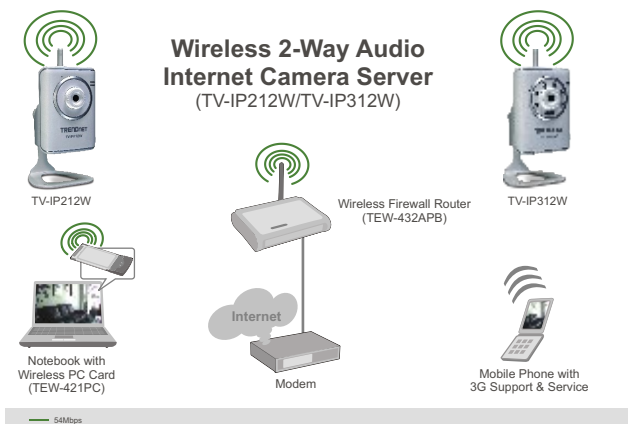 Wireless 2-Way Audio
Internet Camera Server
(TV-IP212W/TV-IP312W)
TRENDNET
TV-IP212W
TV-IP312W
Wireless Firewall Router
(TEW-432APB)
Internet
Modem
Notebook with
Wireless PC Card
(TEW-421PC)
Mobile Phone with
3G Support & Service
54Mbps